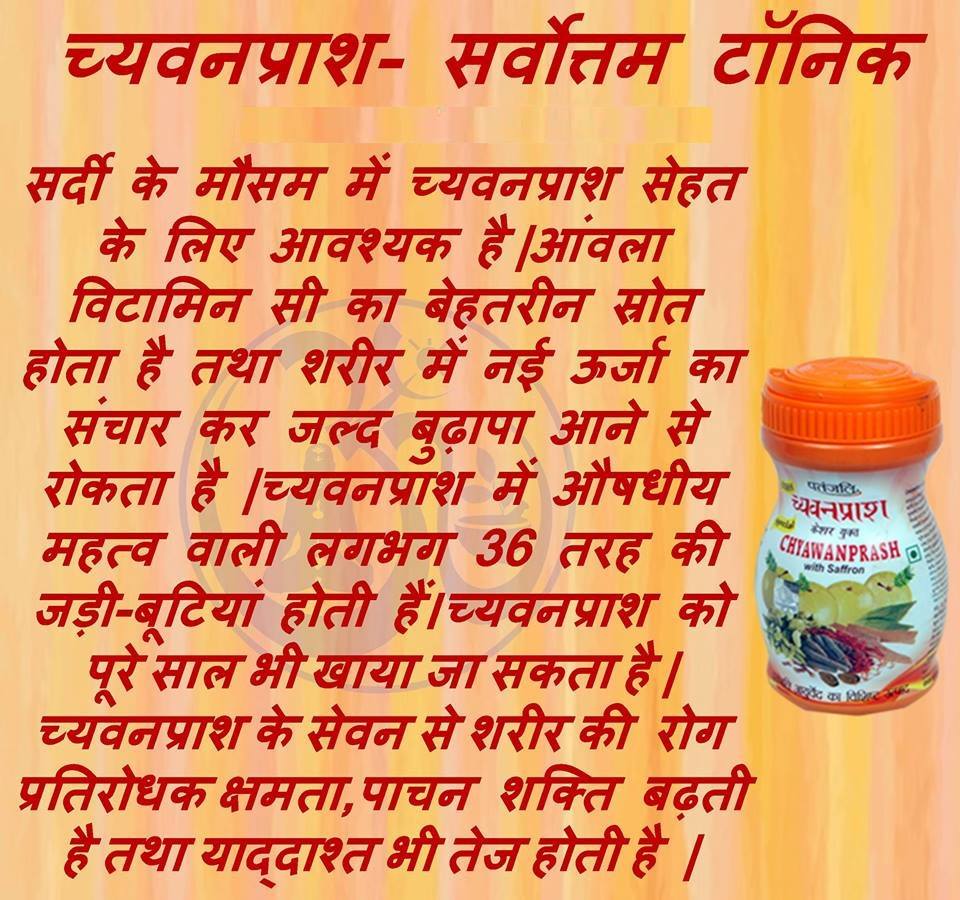 च्यवनप्राश- सर्वोत्तम टॉनिक
सर्दी के मौसम में च्यवनप्राश सेहत
के लिए आवश्यक है |आंवला
विटामिन सी का बेहतरीन स्रोत
होता है तथा शरीर में नई ऊर्जा का
संचार कर जल्द बुढ़ापा आने से
रोकता है |च्यवनप्राश में औषधीय
महत्व वाली लगभग 36 तरह की
जड़ी-बूटियां होती हैं|च्यवनप्राश को
पूरे साल भी खाया जा सकता है |
च्यवनप्राश के सेवन से शरीर की रोग
प्रतिरोधक क्षमता,पाचन शक्ति बढ़ती
है तथा याद्दाश्त भी तेज होती है |
पतंजलि
च्यवनप्राश
केशर युक्त
CHYAWANPRASH
with Saffron
आयुर्वेद का विशिष्ट